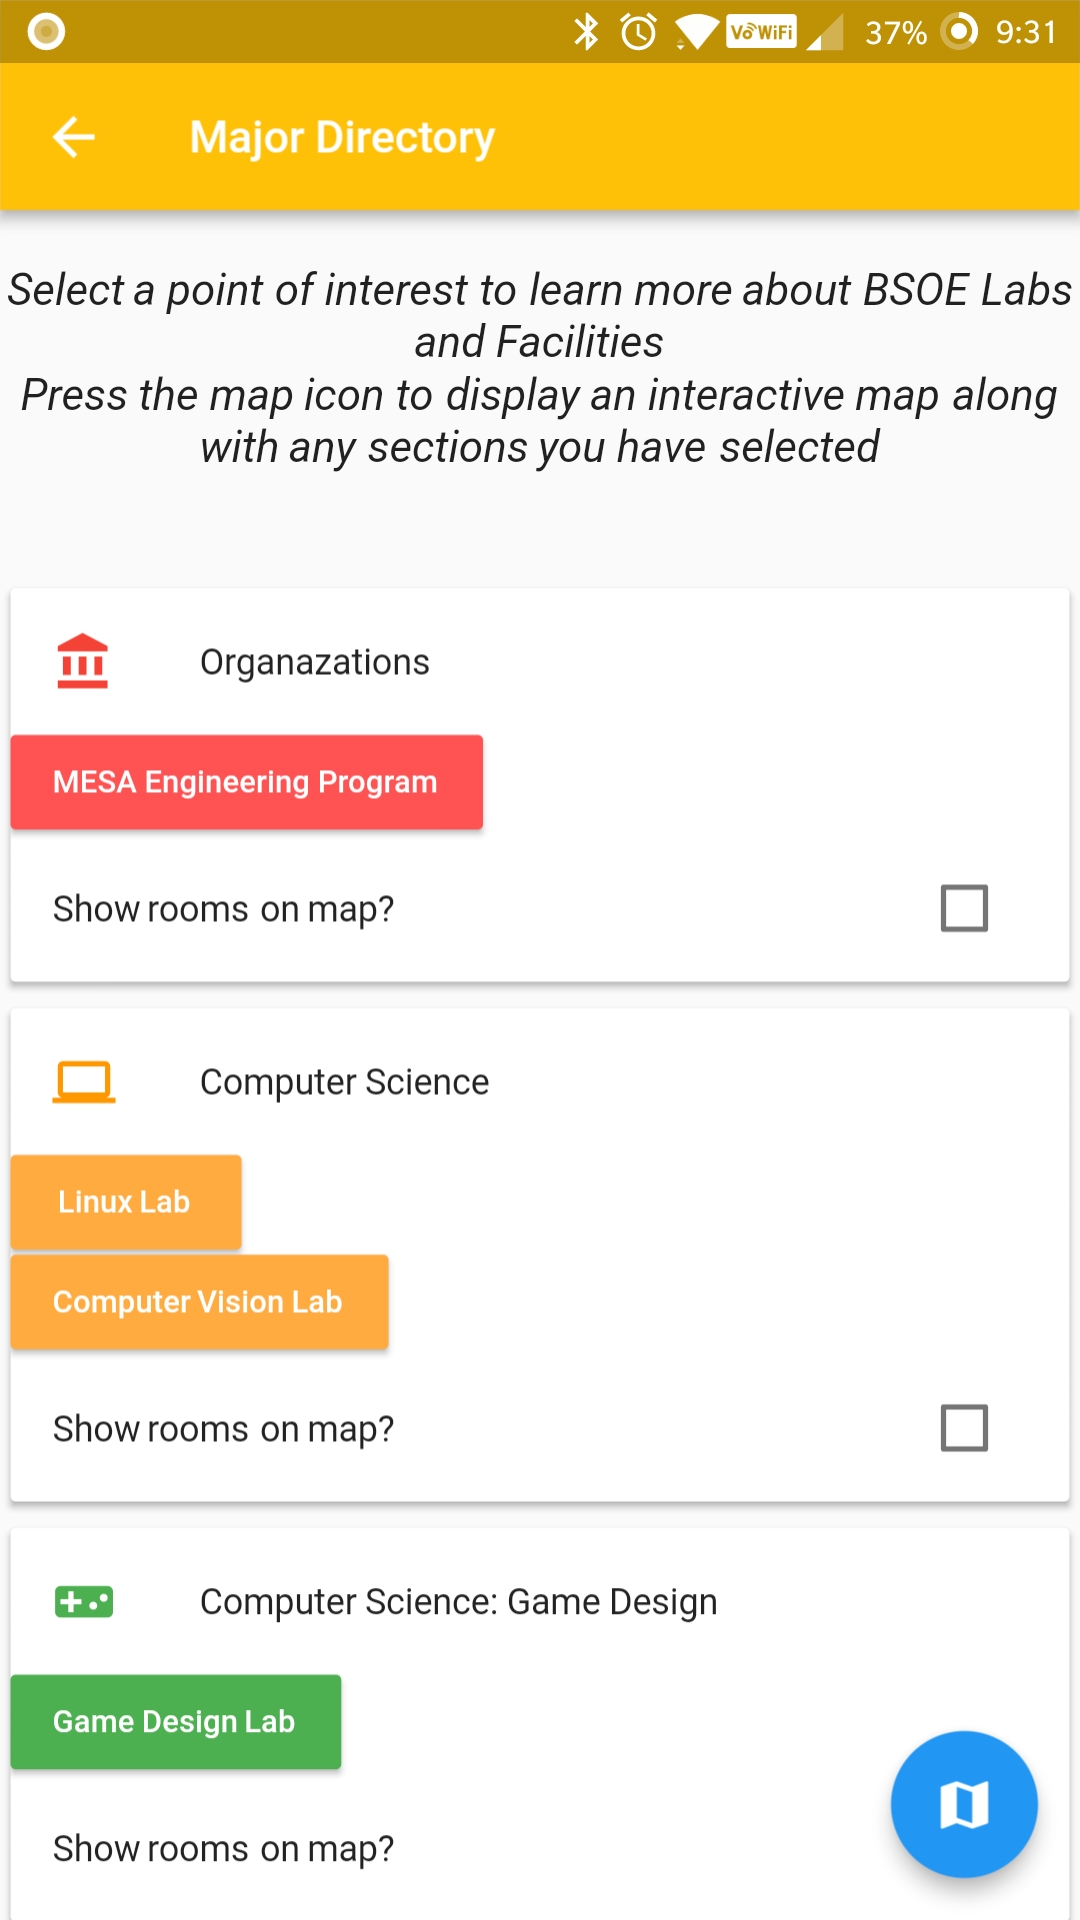 VoWiFi 37% 9:31
Major Directory
Select a point of interest to learn more about BSOE Labs
and Facilities
Press the map icon to display an interactive map along
with any sections you have selected
Organazations
MESA Engineering Program
Show rooms on map?
Computer Science
Linux Lab
Computer Vision Lab
Show rooms on map?
Computer Science: Game Design
Game Design Lab
Show rooms on map?